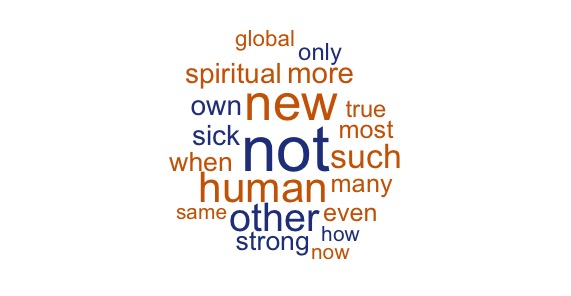 global
only
spiritual more
own new true
sick not most
when such
human many
same other even
strong how
now